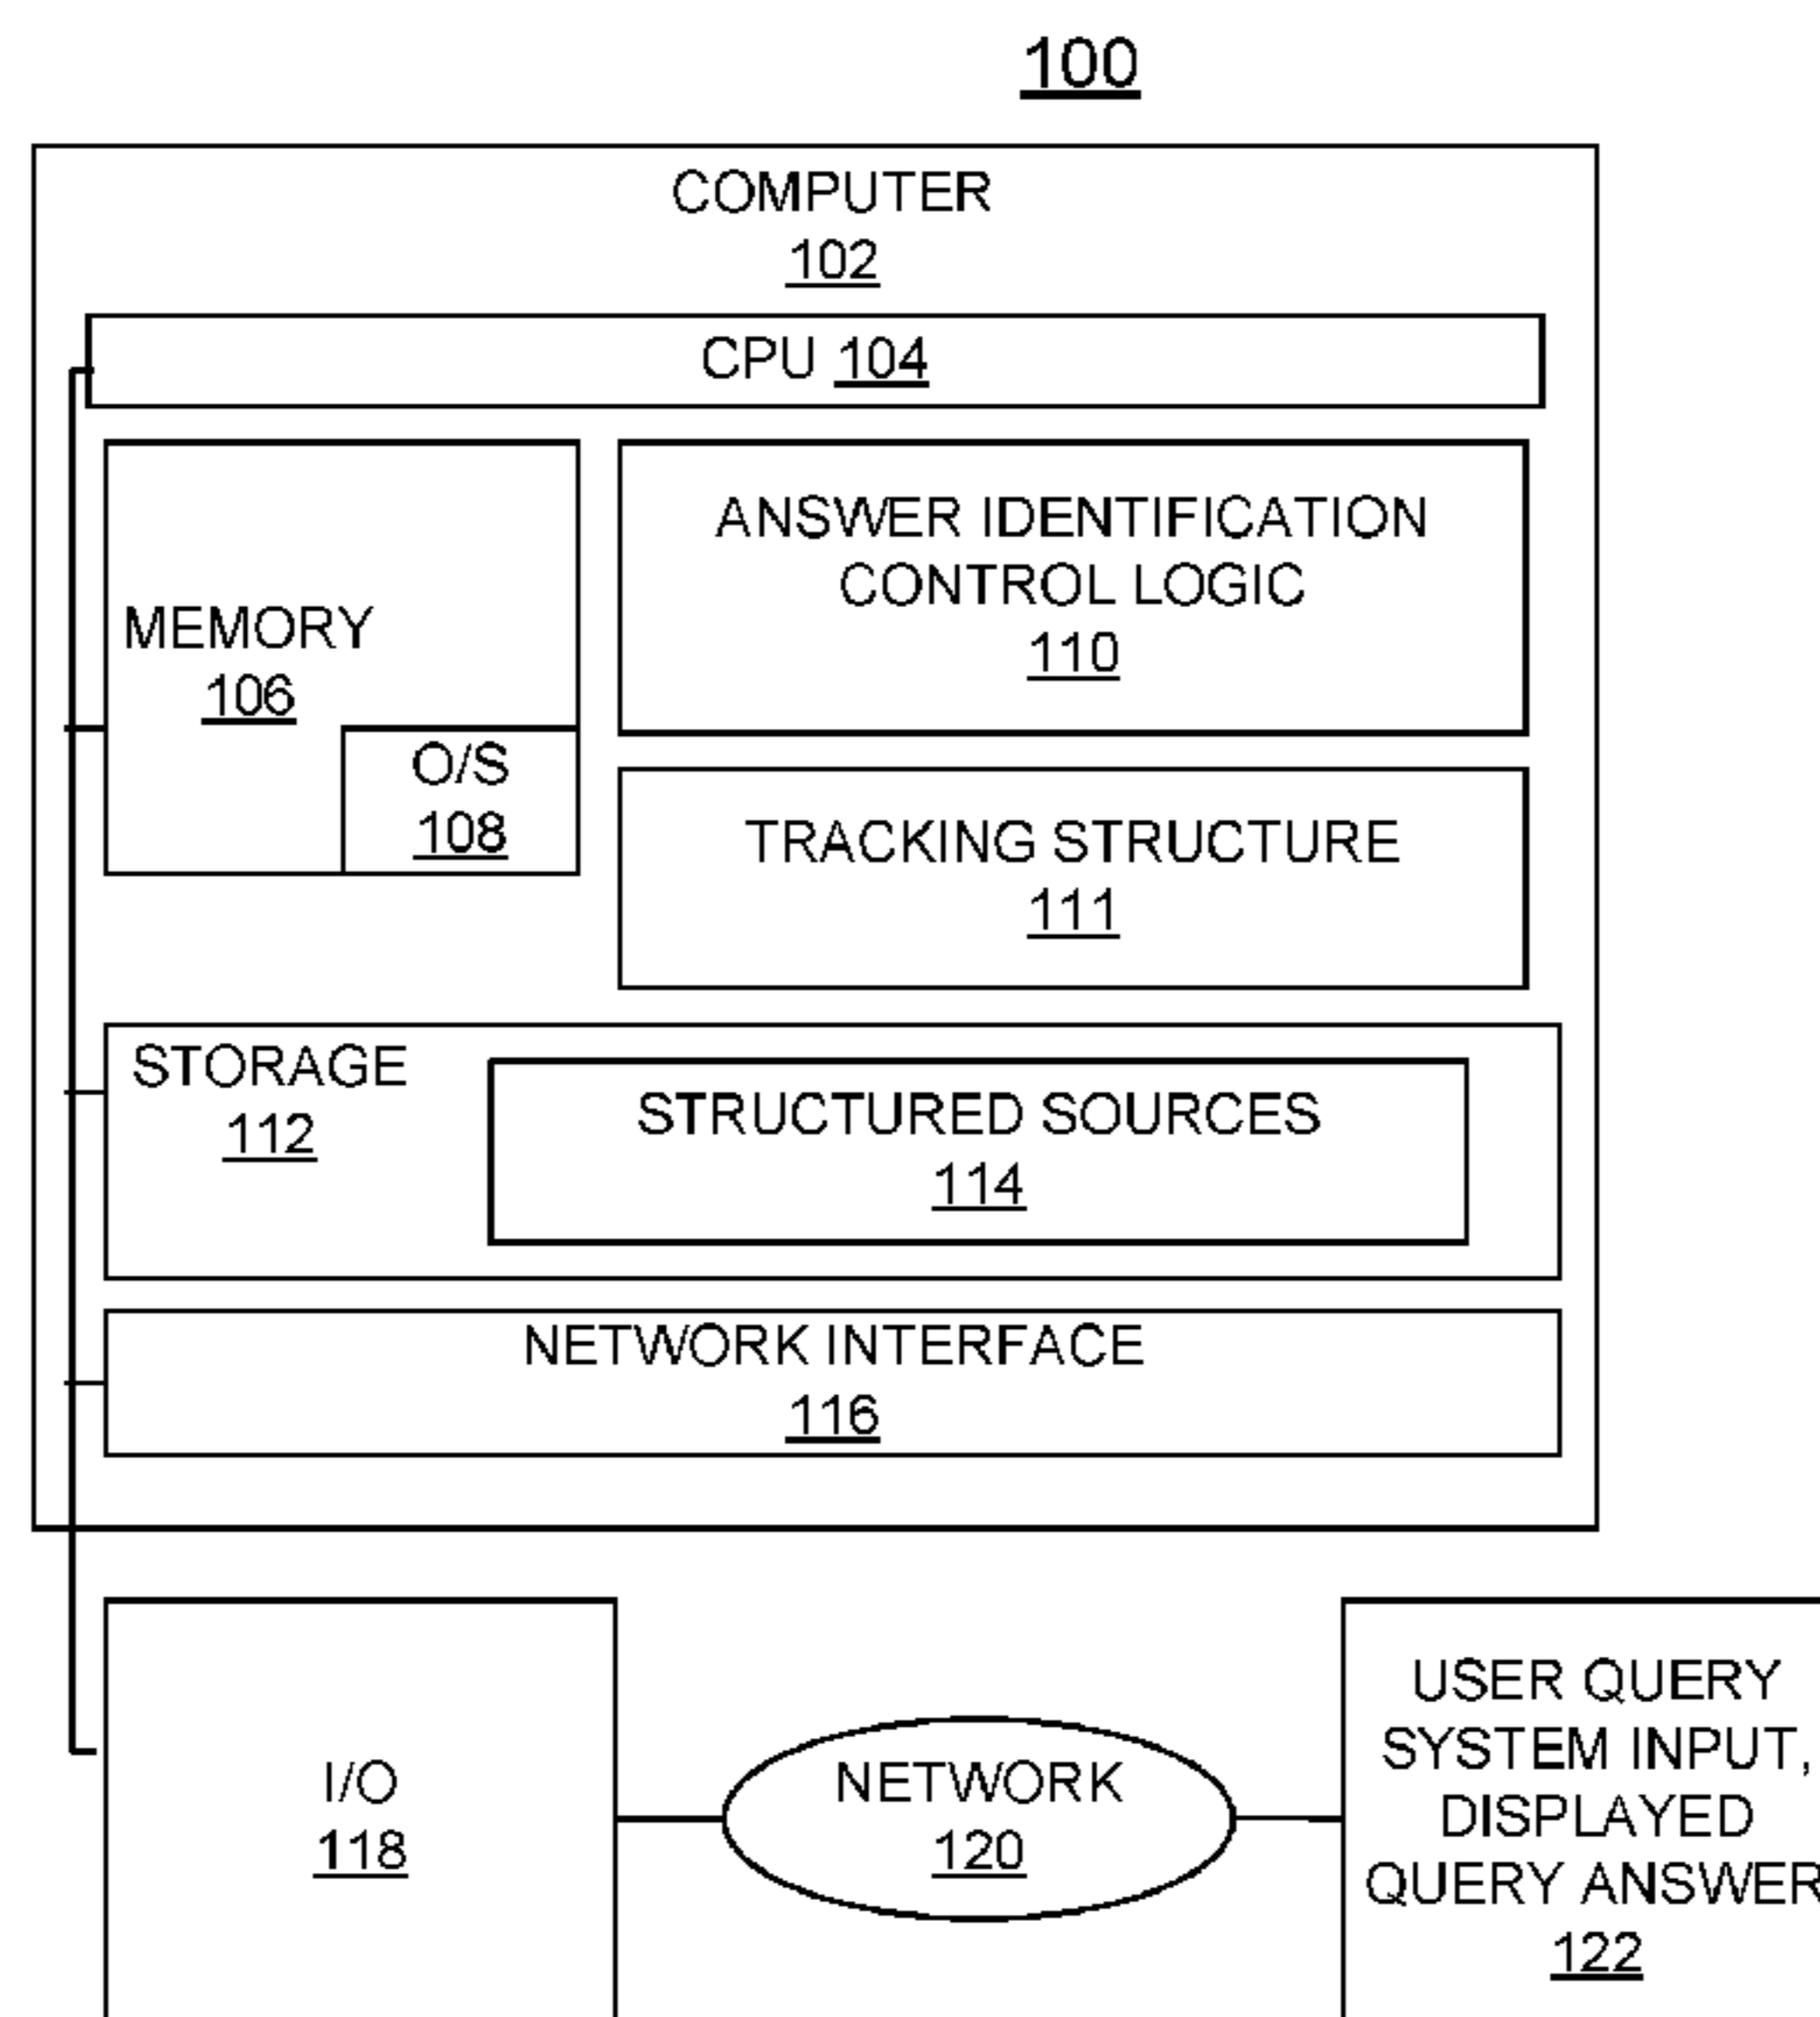 100
COMPUTER
102
CPU 104
MEMORY
106
O/S
108
ANSWER IDENTIFICATION
CONTROL LOGIC
110
TRACKING STRUCTURE
111
STORAGE
112
STRUCTURED SOURCES
114
NETWORK INTERFACE
116
I/O
118
NETWORK
120
USER QUERY
SYSTEM INPUT,
DISPLAYED
QUERY ANSWER
122